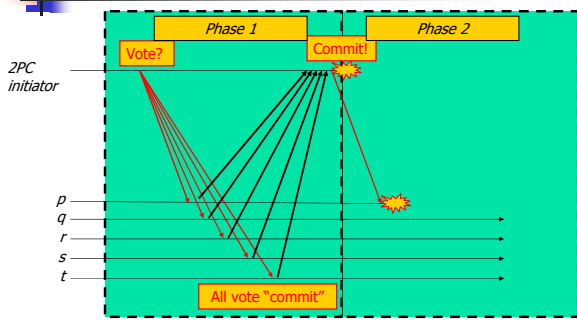 Phase 1
Phase 2
Vote?
Commit!
2PC
initiator
p
q
r
s
t
All vote “commit”